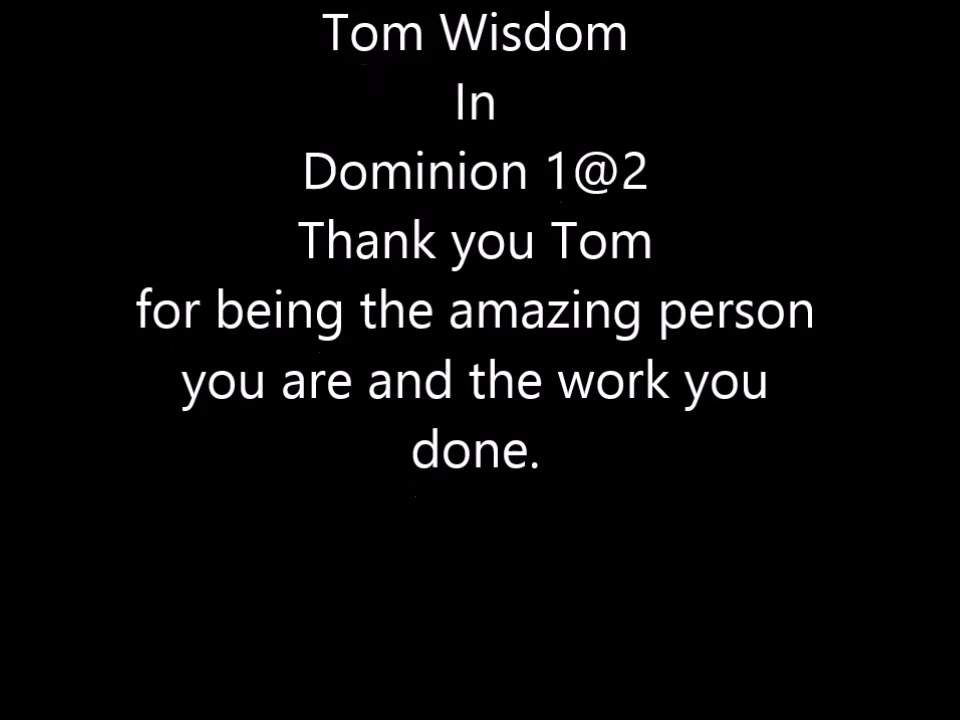 Tom Wisdom
In
Dominion 1@2
Thank you Tom
for being the amazing person
you are and the work you
done.